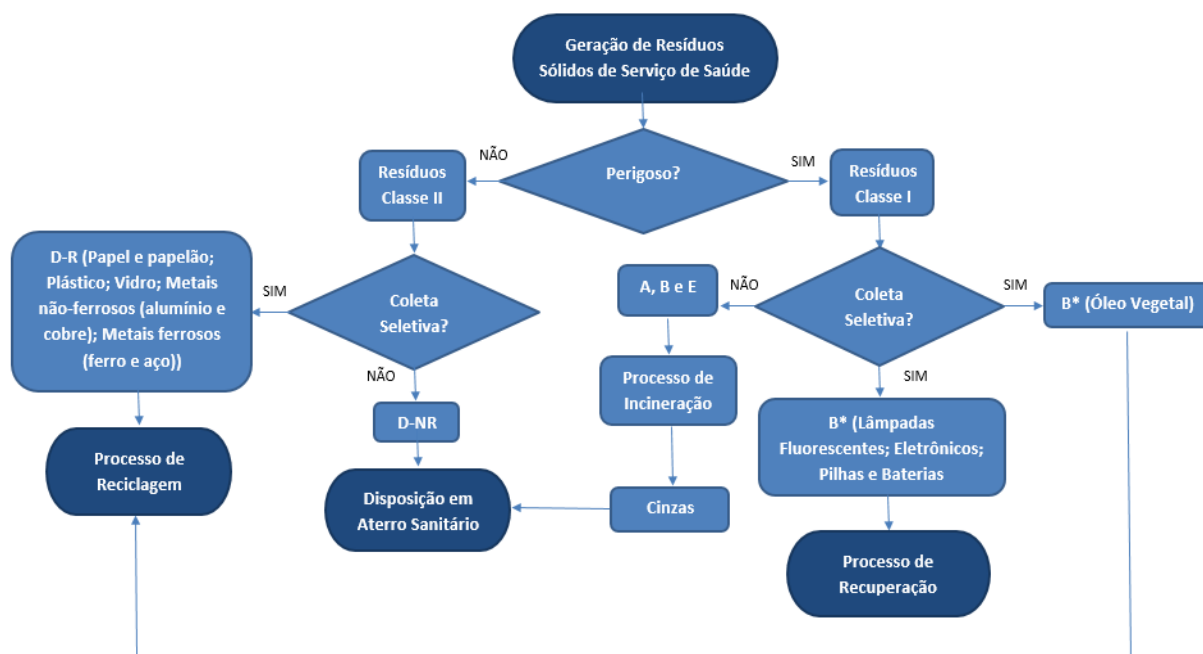 Geração de Resíduos
Sólidos de Serviço de Saúde
Perigoso?
NÃO
SIM
Resíduos
Classe II
Resíduos
Classe I
D-R (Papel e papelão;
Plástico; Vidro; Metais
não-ferrosos (alumínio e
cobre); Metais ferrosos
(ferro e aço))
SIM
Coleta
Seletiva?
A, B e E
NÃO
Coleta
Seletiva?
SIM
B* (Óleo Vegetal)
NÃO
SIM
Processo de
Incineração
D-NR
B* (Lâmpadas
Fluorescentes; Eletrônicos;
Pilhas e Baterias
Processo de
Reciclagem
Disposição em
Aterro Sanitário
Cinzas
Processo de
Recuperação